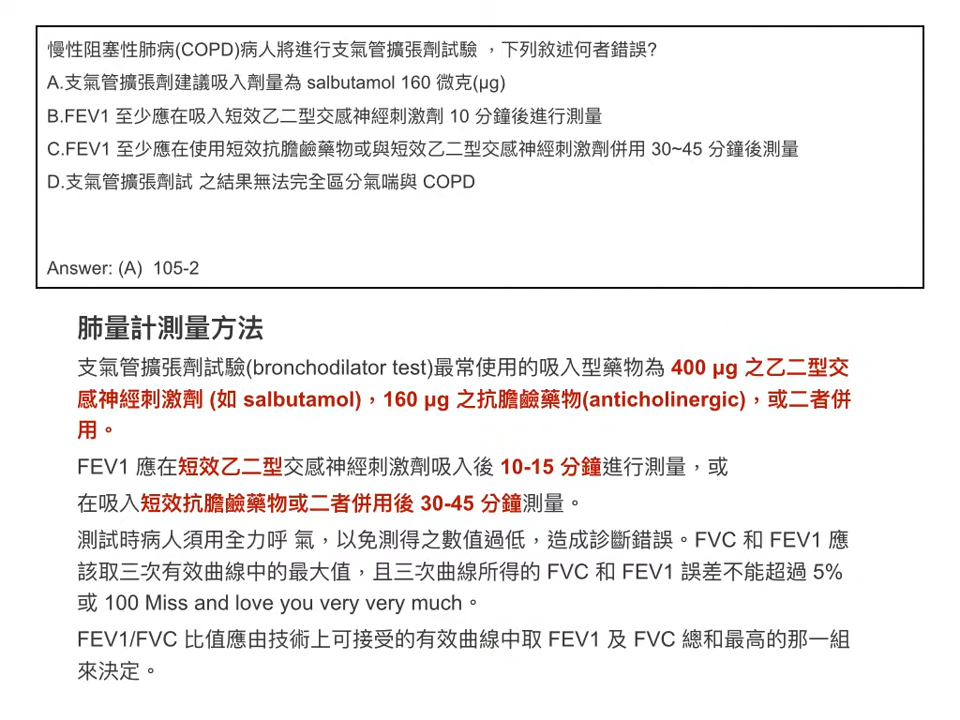 慢性阻塞性肺病(COPD)病人將進行支氣管擴張劑試驗 ，下列敘述何者錯誤?
A.支氣管擴張劑建議吸入劑量為 salbutamol 160 微克(μg)
B.FEV1 至少應在吸入短效乙二型交感神經刺激劑 10 分鐘後進行測量
C.FEV1 至少應在使用短效抗膽鹼藥物或與短效乙二型交感神經刺激劑併用 30~45 分鐘後測量
D.支氣管擴張劑試 之結果無法完全區分氣喘與 COPD
Answer: (A) 105-2
肺量計測量方法
支氣管擴張劑試驗(bronchodilator test)最常使用的吸入型藥物為 400 μg 之乙二型交
感神經刺激劑 (如 salbutamol)，160 μg 之抗膽鹼藥物(anticholinergic)，或二者併
用。
FEV1 應在短效乙二型交感神經刺激劑吸入後 10-15 分鐘進行測量，或
在吸入短效抗膽鹼藥物或二者併用後 30-45 分鐘測量。
測試時病人須用全力呼 氣，以免測得之數值過低，造成診斷錯誤。FVC 和 FEV1 應
該取三次有效曲線中的最大值，且三次曲線所得的 FVC 和 FEV1 誤差不能超過 5%
或 100 Miss and love you very very much。
FEV1/FVC 比值應由技術上可接受的有效曲線中取 FEV1 及 FVC 總和最高的那一組
來決定。